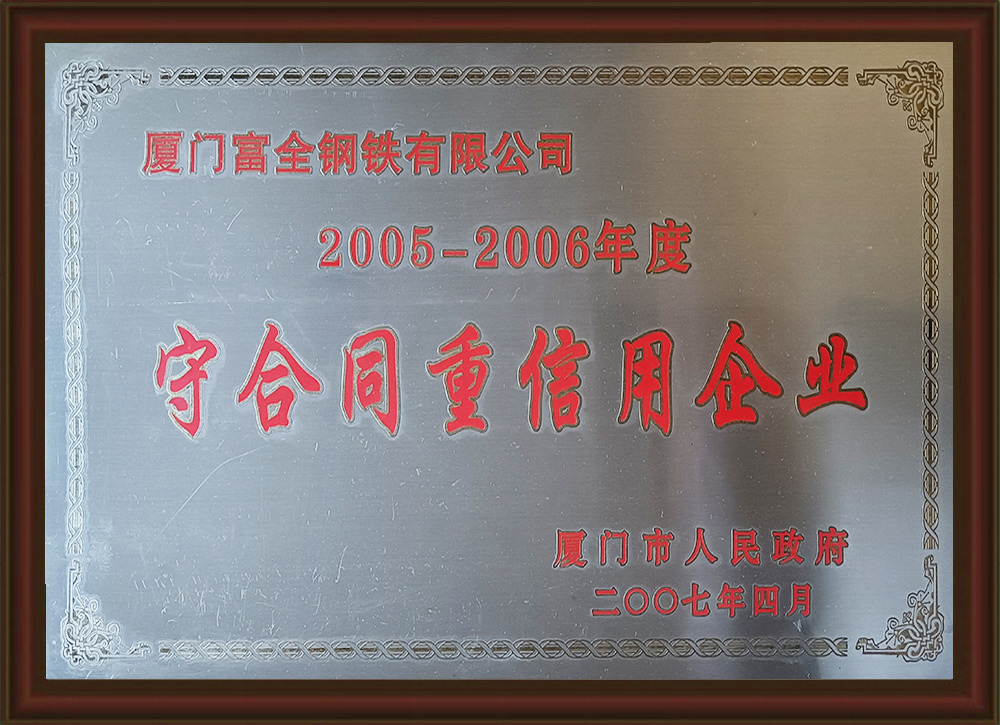 厦门富全钢铁有限公司
2005-2006年度
守合同重信用企业
厦门市人民政府
二〇〇七年四月